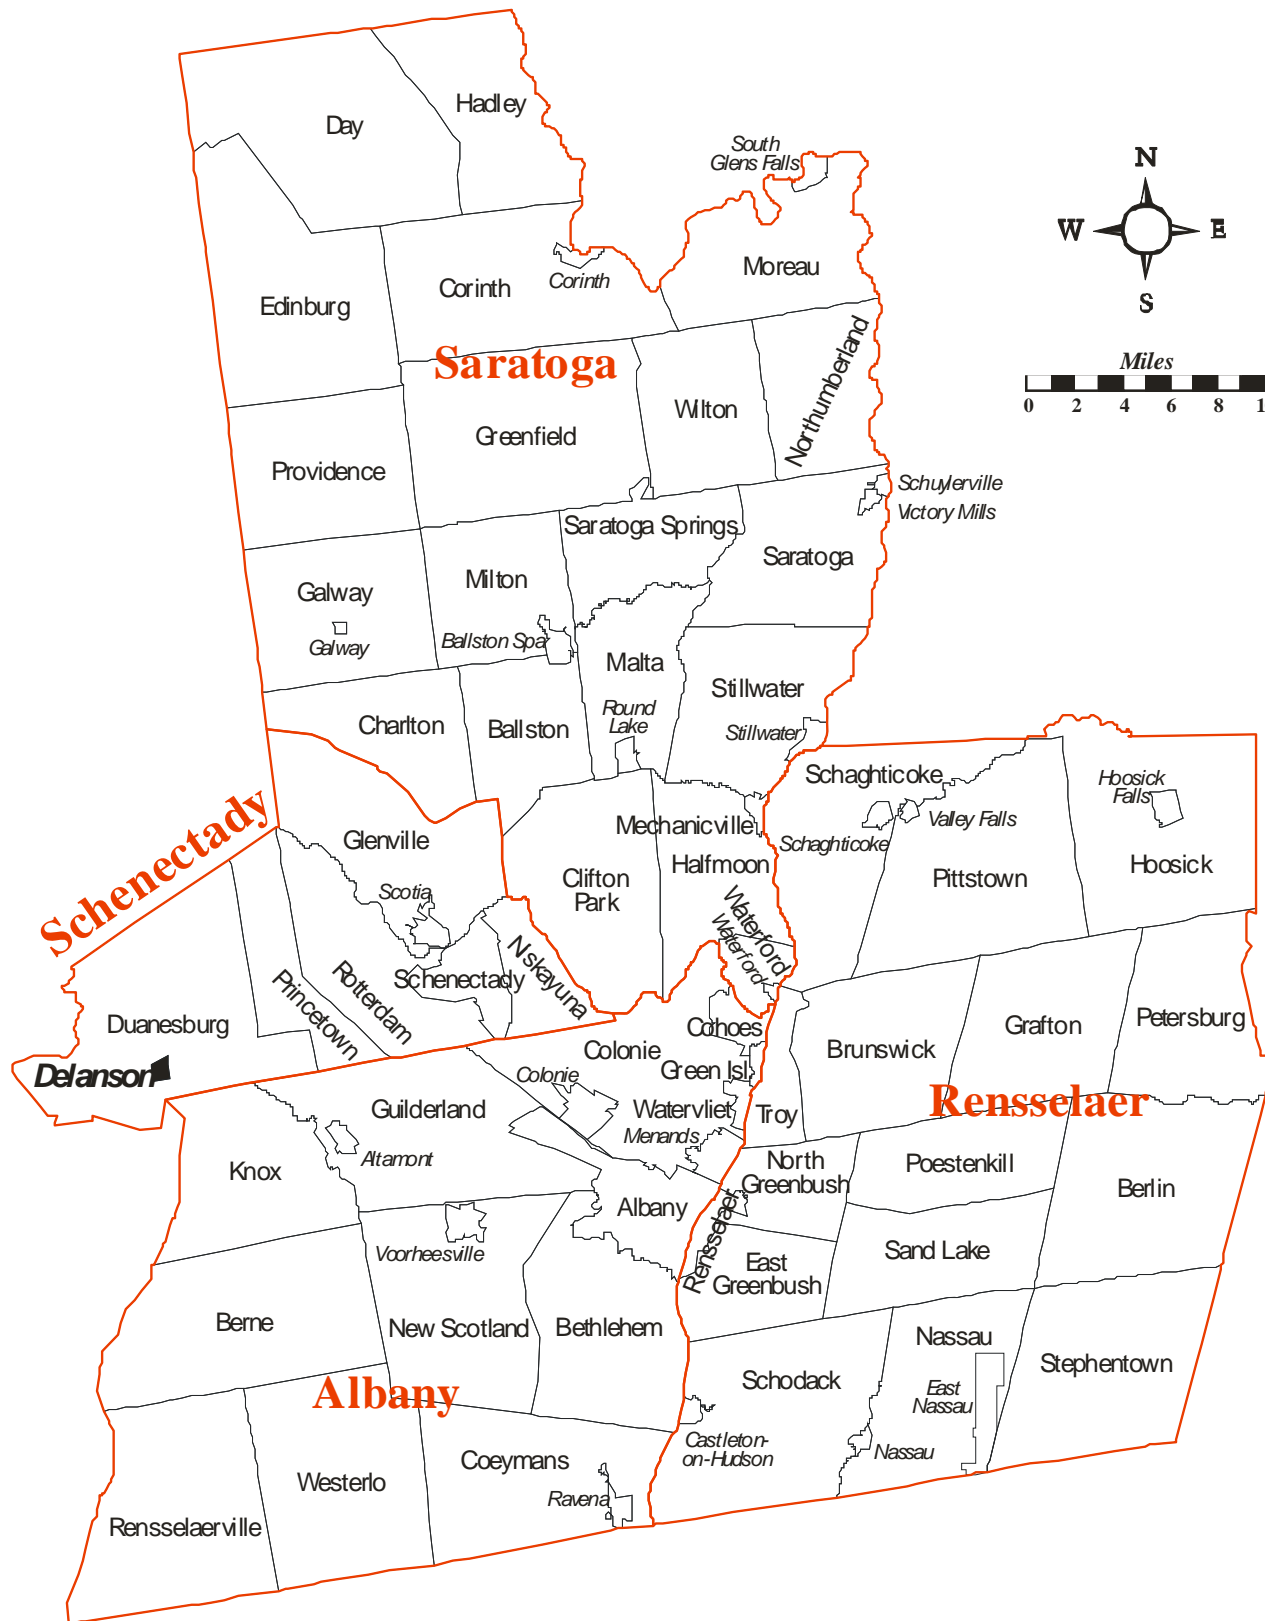 Hadley
Day
South
Glens Falls
N
W
E
S
Moreau
Corinth
Corinth
Edinburg
Saratoga
Miles
0 2 4 6 8 1
Northumberland
Wilton
Greenfield
Providence
Schuylerville
Victory Mills
Saratoga Springs
Saratoga
Milton
Galway
Galway
Ballston Spa
Malta
Stillwater
Round
Lake
Charlton
Ballston
Stillwater
Schaghticoke
Hoosick
Falls
Schenectady
Glenville
Mechanicville
Schaghticoke
Valley Falls
Halfmoon
Hoosick
Clifton
Park
Pittstown
Scotia
Waterford
Waterford
Schenectady
Niskayuna
Rotterdam
Princetown
Duanesburg
Cohoes
Colonie
Grafton
Petersburg
Brunswick
Delanson
Colonie
Green Isl.
Rensselaer
Guilderland
Watervliet
Troy
Menands
Altamont
Knox
North
Greenbush
Poestenkill
Berlin
Albany
Rensselaer
Voorheesville
Sand Lake
East
Greenbush
Berne
New Scotland
Bethlehem
Nassau
Stephentown
Albany
Schodack
East
Nassau
Castleton-
on-Hudson
Nassau
Coeymans
Westerlo
Ravena
Rensselaerville